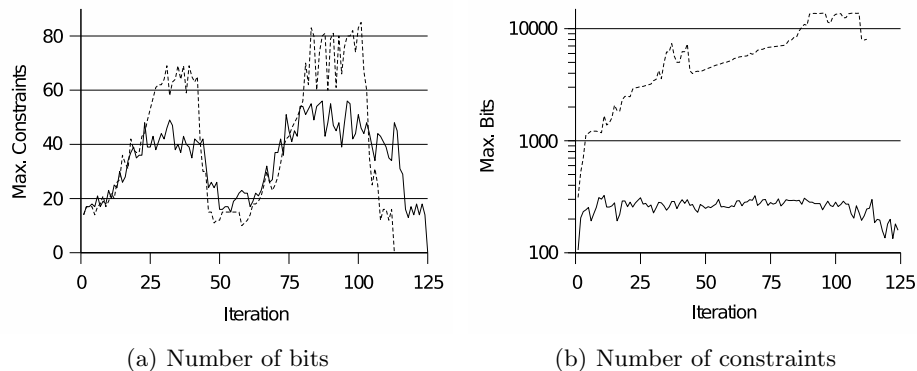 80
60
40
20
0
Max. Constraints
0 25 50 75 100 125
Iteration
(a) Number of bits
10000
1000
100
Max. Bits
0 25 50 75 100 125
Iteration
(b) Number of constraints